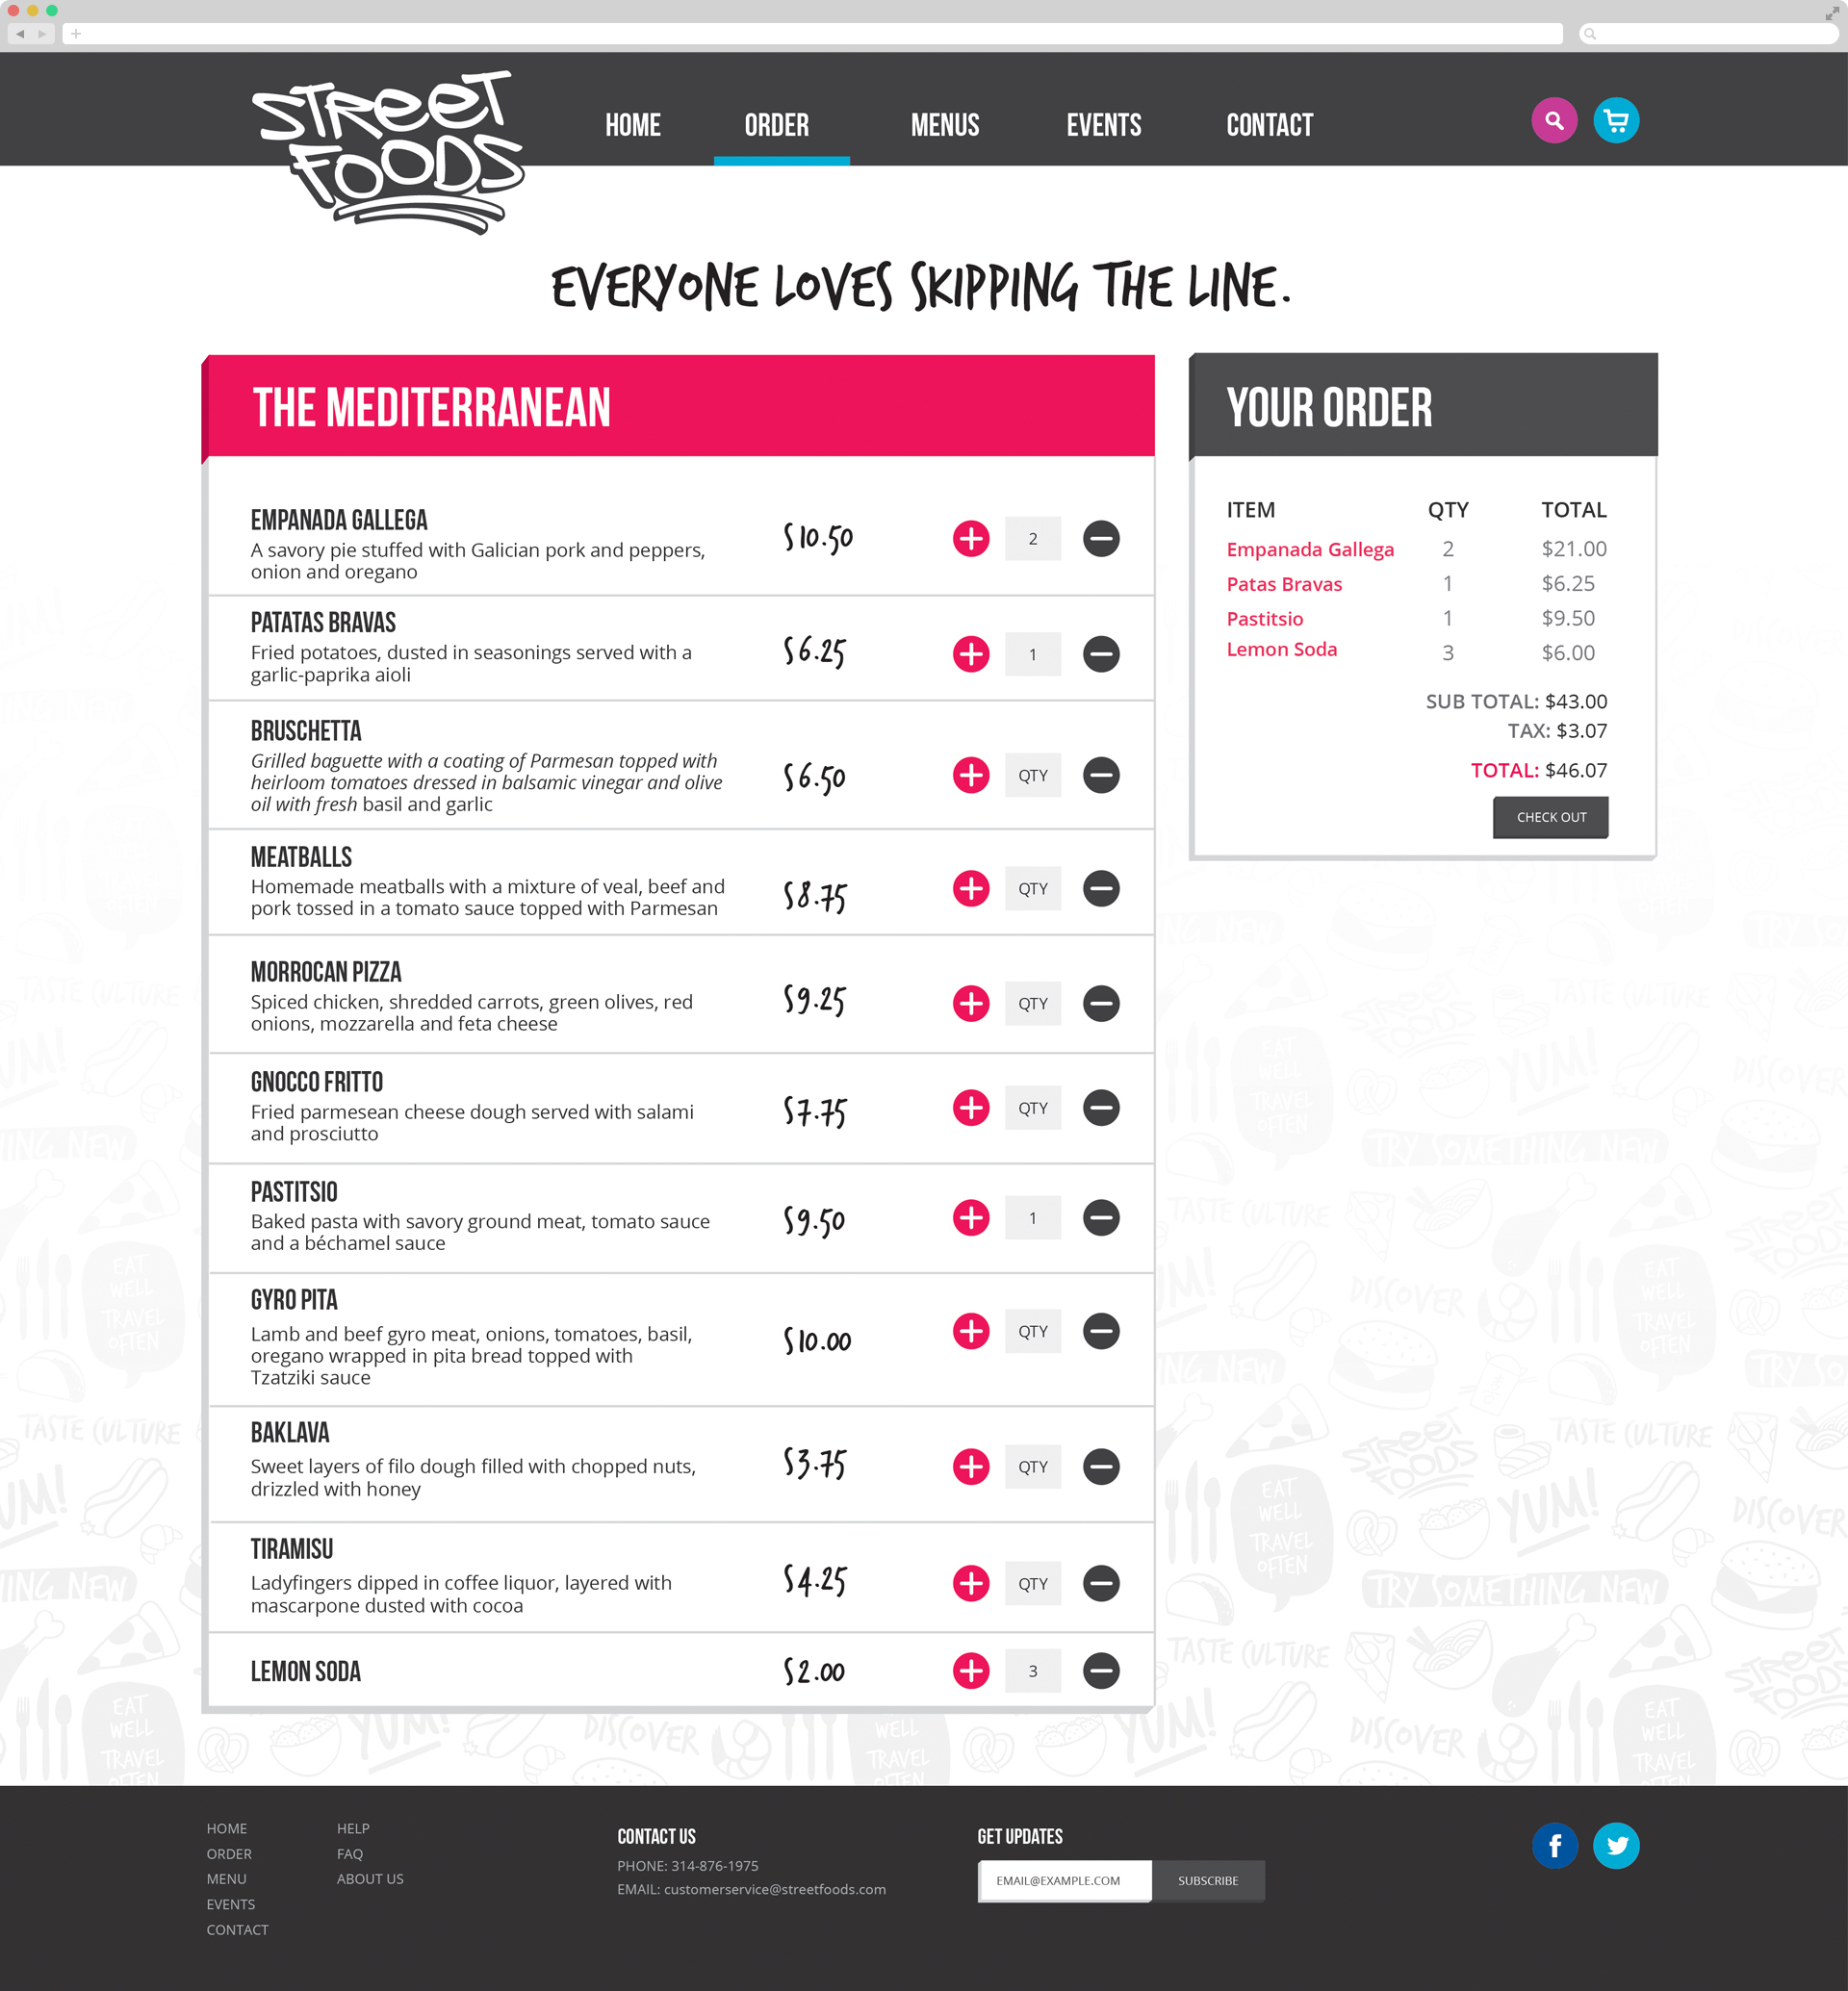 STREET
FOODS
HOME ORDER MENUS EVENTS CONTACT
EVERYONE LOVES SKIPPING THE LINE.
THE MEDITERRANEAN
EMPANADA GALLEGA
A savory pie stuffed with Galician pork and peppers,
onion and oregano
$10.50
2
PATATAS BRAVAS
Fried potatoes, dusted in seasonings served with a
garlic-paprika aioli
$6.25
1
BRUSCHETTA
Grilled baguette with a coating of Parmesan topped with
heirloom tomatoes dressed in balsamic vinegar and olive
oil with fresh basil and garlic
$6.50
QTY
MEATBALLS
Homemade meatballs with a mixture of veal, beef and
pork tossed in a tomato sauce topped with Parmesan
$8.75
QTY
MORROCAN PIZZA
Spiced chicken, shredded carrots, green olives, red
onions, mozzarella and feta cheese
$9.25
QTY
GNOCCO FRITTO
Fried parmesean cheese dough served with salami
and prosciutto
$7.75
QTY
PASTITSIO
Baked pasta with savory ground meat, tomato sauce
and a béchamel sauce
$9.50
1
GYRO PITA
Lamb and beef gyro meat, onions, tomatoes, basil,
oregano wrapped in pita bread topped with
Tzatziki sauce
$10.00
QTY
BAKLAVA
Sweet layers of filo dough filled with chopped nuts,
drizzled with honey
$3.75
QTY
TIRAMISU
Ladyfingers dipped in coffee liquor, layered with
mascarpone dusted with cocoa
$4.25
QTY
LEMON SODA
$2.00
3
YOUR ORDER
ITEM QTY TOTAL
Empanada Gallega 2 $21.00
Patas Bravas 1 $6.25
Pastitsio 1 $9.50
Lemon Soda 3 $6.00
SUB TOTAL: $43.00
TAX: $3.07
TOTAL: $46.07
CHECK OUT
TASTE CULTURE
YUM!
DISCOVER
EAT
WELL
TRAVEL
OFTEN
TRY SOMETHING NEW
HOME
ORDER
MENU
EVENTS
CONTACT
HELP
FAQ
ABOUT US
CONTACT US
PHONE: 314-876-1975
EMAIL: customerservice@streetfoods.com
GET UPDATES
EMAIL@EXAMPLE.COM
SUBSCRIBE